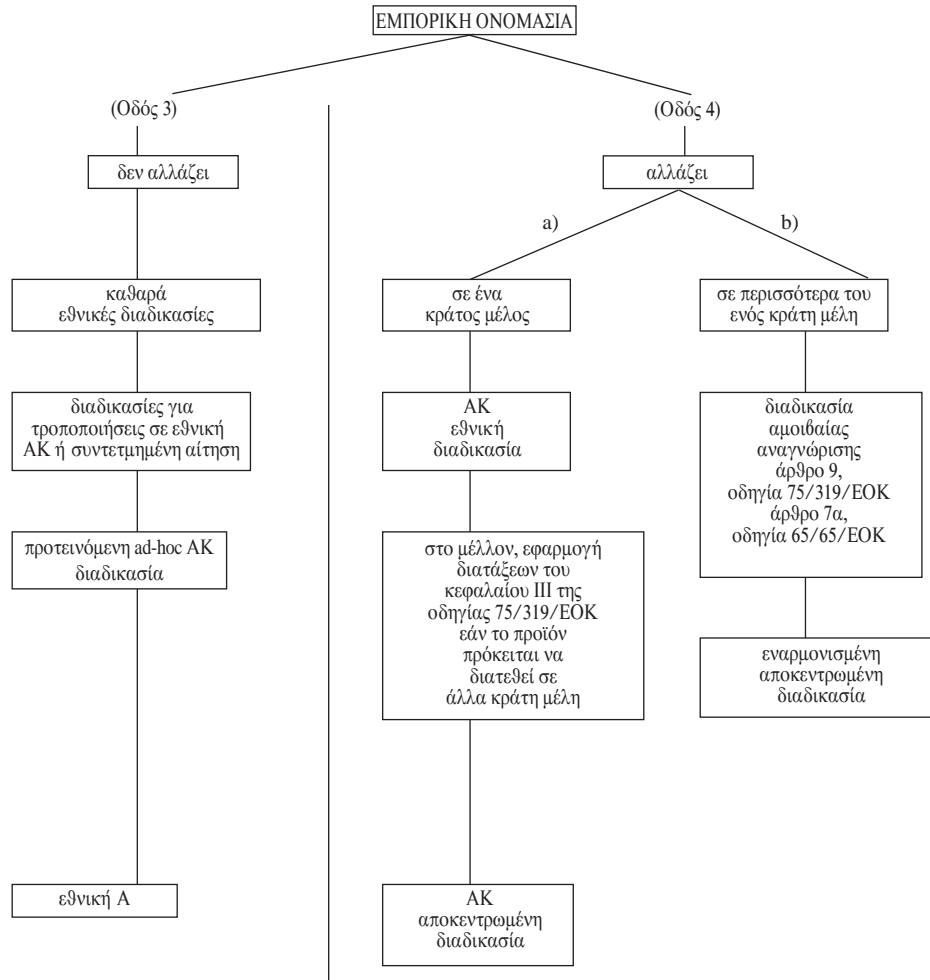 ΕΜΠΟΡΙΚΗ ΟΝΟΜΑΣΙΑ
(Οδός 3)
δεν αλλάζει
καθαρά
εθνικές διαδικασίες
διαδικασίες για
τροποποιήσεις σε εθνική
ΑΚ ή συντετμημένη αίτηση
προτεινόμενη ad-hoc ΑΚ
διαδικασία
εθνική Α
(Οδός 4)
αλλάζει
a)
σε ένα
κράτος μέλος
ΑΚ
εθνική
διαδικασία
στο μέλλον, εφαρμογή
διατάξεων του
κεφαλαίου III της
οδηγίας 75/319/ΕΟΚ
εάν το προϊόν
πρόκειται να
διατεθεί σε
άλλα κράτη μέλη
ΑΚ
αποκεντρωμένη
διαδικασία
b)
σε περισσότερα του
ενός κράτη μέλη
διαδικασία
αμοιβαίας
αναγνώρισης
άρθρο 9,
οδηγία 75/319/ΕΟΚ
άρθρο 7α,
οδηγία 65/65/ΕΟΚ
εναρμονισμένη
αποκεντρωμένη
διαδικασία